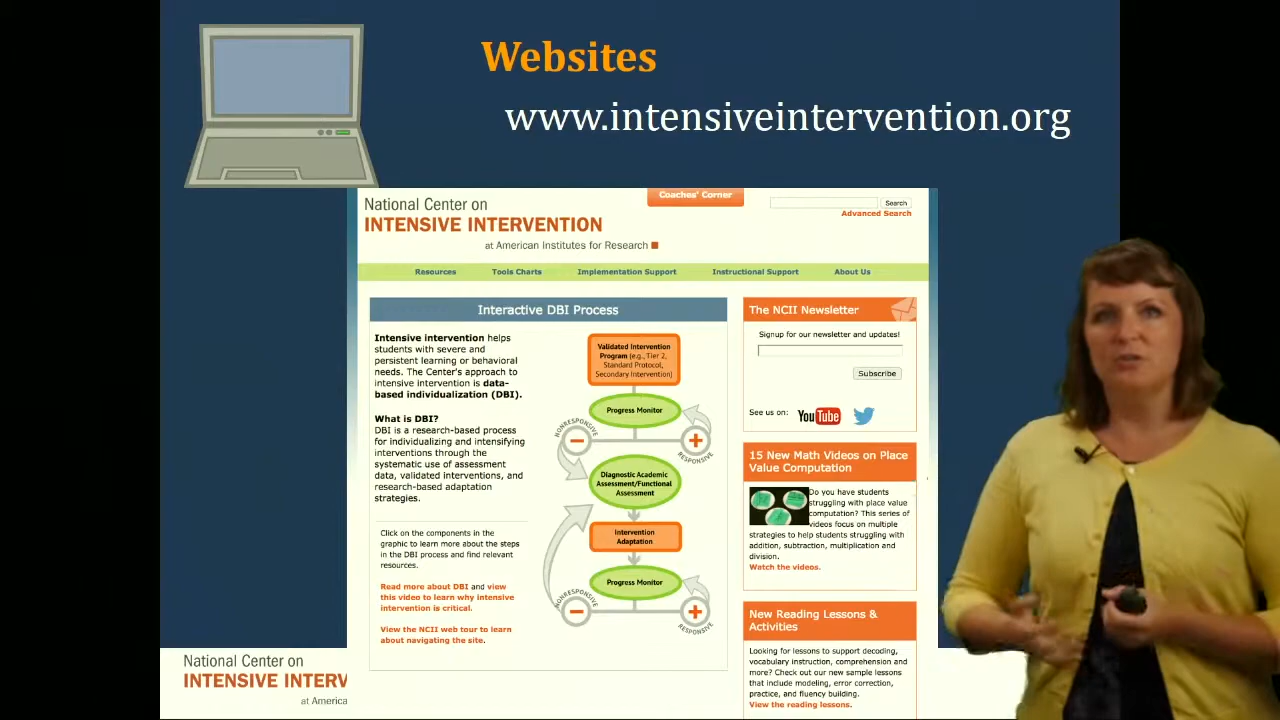 Websites
www.intensiveintervention.org
Coaches' Corner
National Center on
INTENSIVE INTERVENTION
at American Institutes for Research
Search
Advanced Search
Resources
Tools Charts
Implementation Support
Instructional Support
About Us
Interactive DBI Process
Intensive intervention helps
students with severe and
persistent learning or behavioral
needs. The Center's approach to
intensive intervention is data-
based individualization (DBI).
What is DBI?
DBI is a research-based process
for individualizing and intensifying
interventions through the
systematic use of assessment
data, validated interventions, and
research-based adaptation
strategies.
Click on the components in the
graphic to learn more about the steps
in the DBI process and find relevant
resources.
Read more about DBI and view
this video to learn why intensive
intervention is critical.
View the NCII web tour to learn
about navigating the site.
Validated Intervention
Program (e.g., Tier 2,
Standard Protocol,
Secondary Intervention)
Progress Monitor
NONRESPONSIVE
RESPONSIVE
Diagnostic Academic
Assessment/Functional
Assessment
Intervention
Adaptation
Progress Monitor
NONRESPONSIVE
RESPONSIVE
The NCII Newsletter
Signup for our newsletter and updates!
Subscribe
See us on:
YouTube
15 New Math Videos on Place
Value Computation
Do you have students
struggling with place value
computation? This series of
videos focus on multiple
strategies to help students struggling with
addition, subtraction, multiplication and
division.
Watch the videos.
New Reading Lessons &
Activities
Looking for lessons to support decoding,
vocabulary instruction, comprehension and
more? Check out our new sample lessons
that include modeling, error correction,
practice, and fluency building.
View the reading lessons.
National Center on
INTENSIVE INTERV
at America